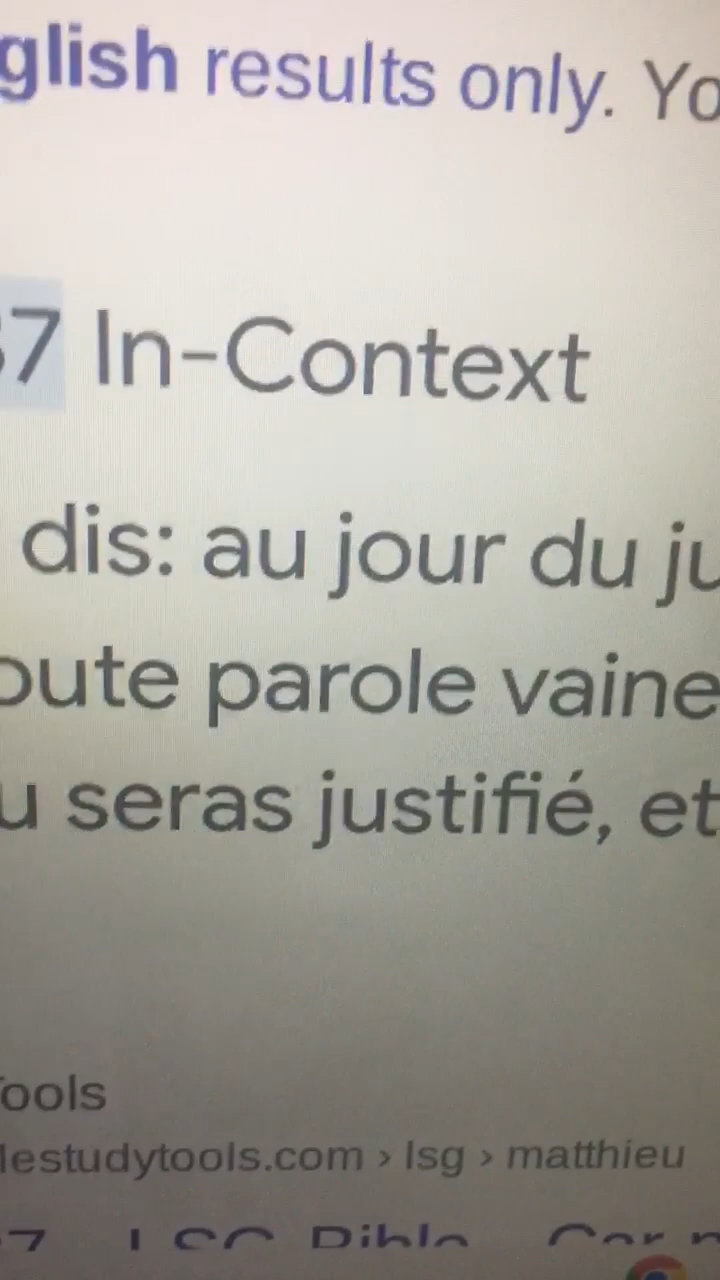 glish results only. Yo
37 In-Context
dis: au jour du ju
oute parole vaine
u seras justifié, et
ools
lestudytools.com › lsg › matthieu